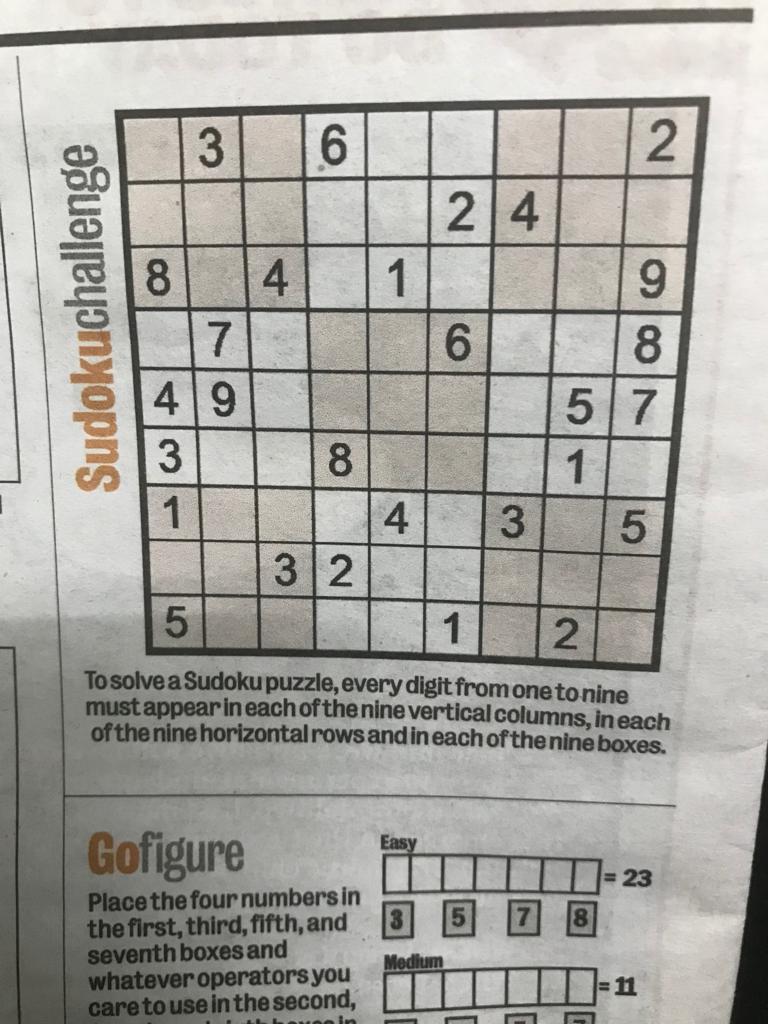 Sudokuchallenge
3 6 2
2 4
8 4 1 9
7 6 8
4 9 5 7
3 8 1
1 4 3 5
3 2
5 1 2
To solve a Sudoku puzzle, every digit from one to nine
must appear in each of the nine vertical columns, in each
of the nine horizontal rows and in each of the nine boxes.
Gofigure
Place the four numbers in
the first, third, fifth, and
seventh boxes and
whatever operators you
care to use in the second,
Easy
= 23
3 5 7 8
Medium
= 11